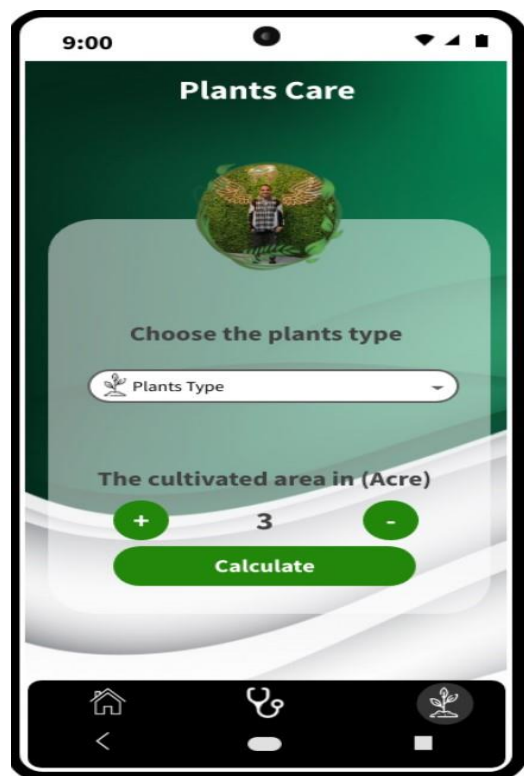 9:00
Plants Care
Choose the plants type
Plants Type
The cultivated area in (Acre)
+ 3 -
Calculate